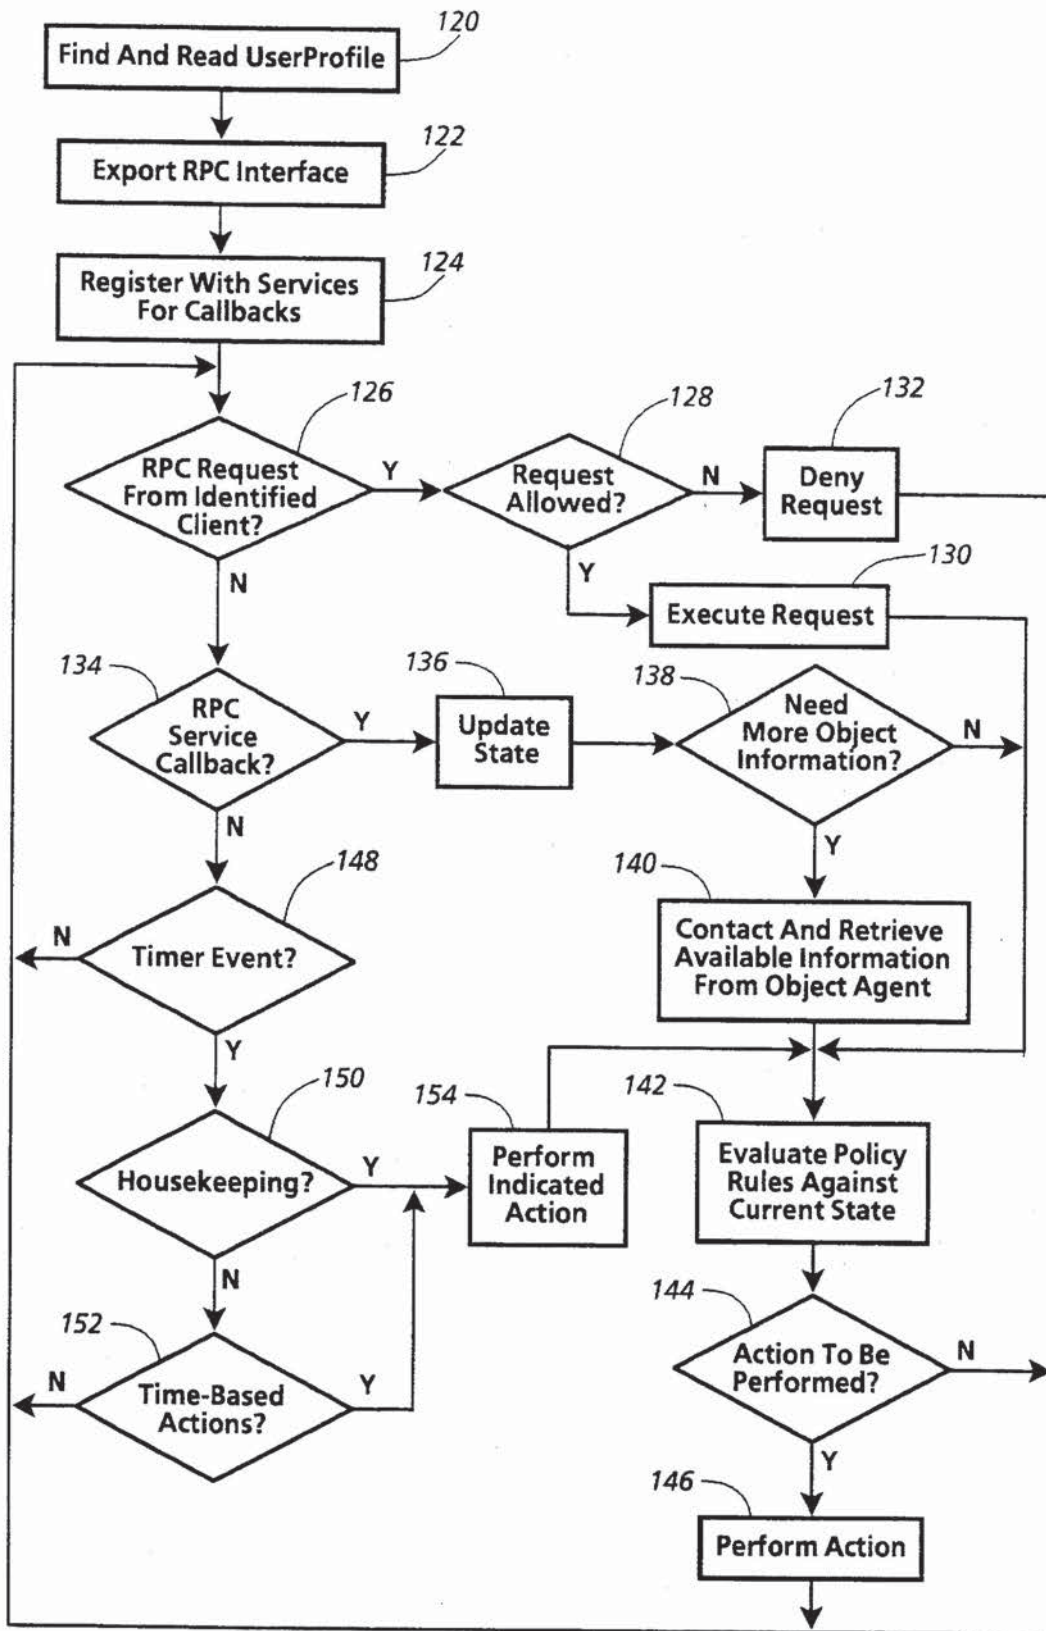 120
Find And Read UserProfile
122
Export RPC Interface
124
Register With Services
For Callbacks
126
RPC Request
From Identified
Client?
Y
N
128
Request
Allowed?
N
Y
132
Deny
Request
130
Execute Request
134
RPC
Service
Callback?
Y
N
136
Update
State
138
Need
More Object
Information?
N
Y
140
Contact And Retrieve
Available Information
From Object Agent
148
Timer Event?
N
Y
150
Housekeeping?
Y
N
154
Perform
Indicated
Action
142
Evaluate Policy
Rules Against
Current State
152
Time-Based
Actions?
N
Y
144
Action To Be
Performed?
N
Y
146
Perform Action